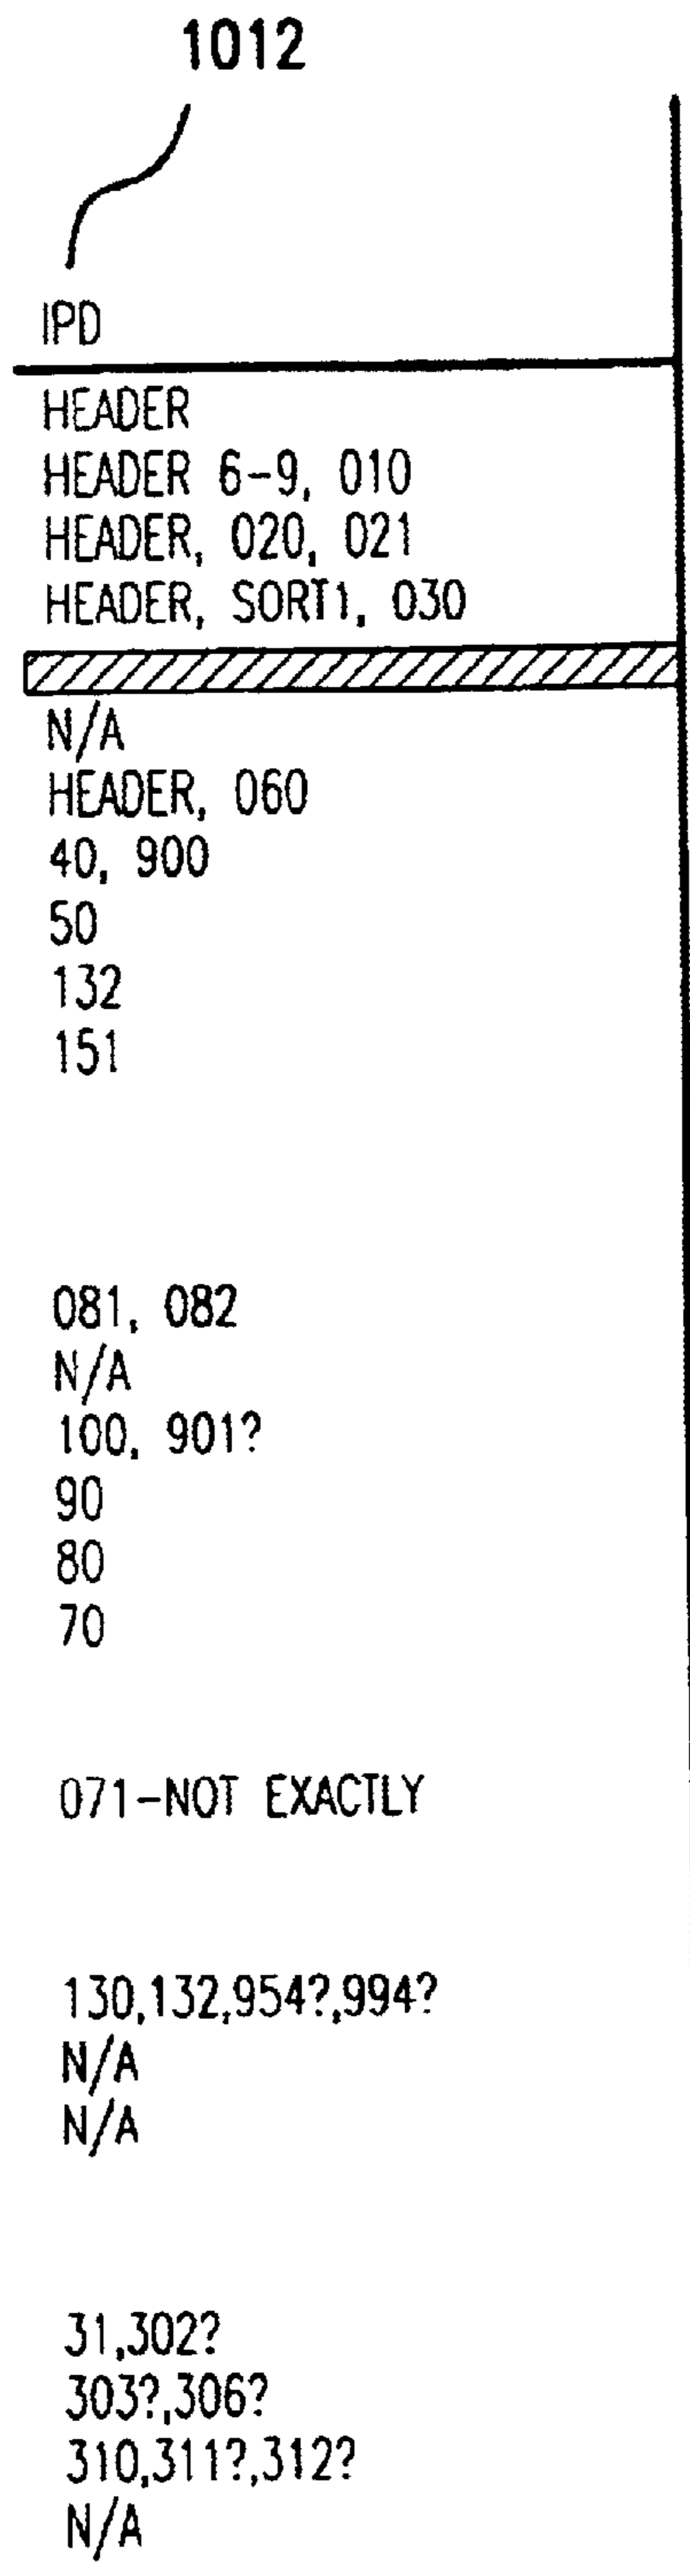 1012
IPD
HEADER
HEADER 6-9, 010
HEADER, 020, 021
HEADER, SORT1, 030
N/A
HEADER, 060
40, 900
50
132
151
081, 082
N/A
100, 901?
90
80
70
071-NOT EXACTLY
130,132,954?,994?
N/A
N/A
31,302?
303?,306?
310,311?,312?
N/A